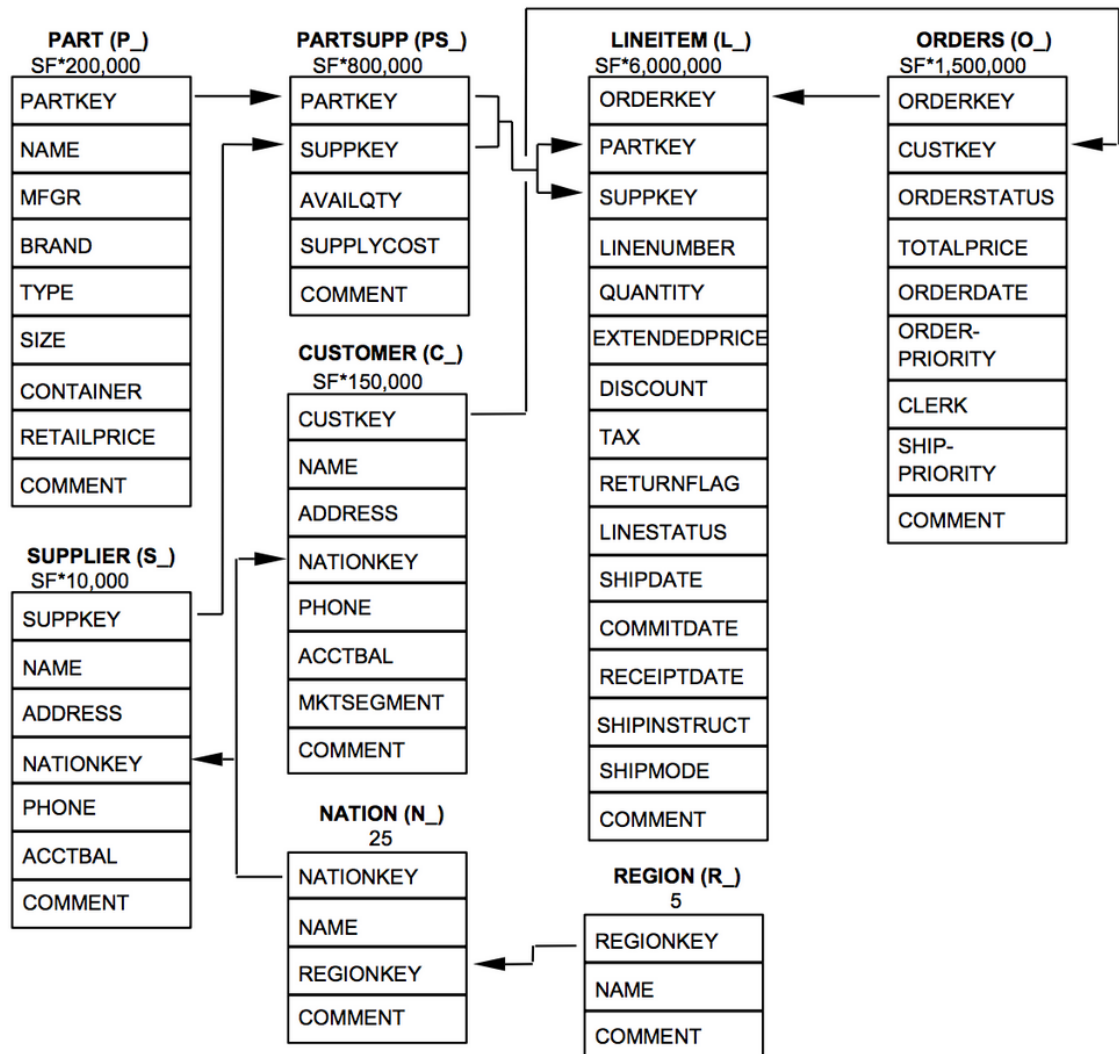 PART (P_)
SF*200,000
PARTKEY
NAME
MFGR
BRAND
TYPE
SIZE
CONTAINER
RETAILPRICE
COMMENT
SUPPLIER (S_)
SF*10,000
SUPPKEY
NAME
ADDRESS
NATIONKEY
PHONE
ACCTBAL
COMMENT
PARTSUPP (PS_)
SF*800,000
PARTKEY
SUPPKEY
AVAILQTY
SUPPLYCOST
COMMENT
CUSTOMER (C_)
SF*150,000
CUSTKEY
NAME
ADDRESS
NATIONKEY
PHONE
ACCTBAL
MKTSEGMENT
COMMENT
NATION (N_)
25
NATIONKEY
NAME
REGIONKEY
COMMENT
LINEITEM (L_)
SF*6,000,000
ORDERKEY
PARTKEY
SUPPKEY
LINENUMBER
QUANTITY
EXTENDEDPRICE
DISCOUNT
TAX
RETURNFLAG
LINESTATUS
SHIPDATE
COMMITDATE
RECEIPTDATE
SHIPINSTRUCT
SHIPMODE
COMMENT
REGION (R_)
5
REGIONKEY
NAME
COMMENT
ORDERS (O_)
SF*1,500,000
ORDERKEY
CUSTKEY
ORDERSTATUS
TOTALPRICE
ORDERDATE
ORDER-
PRIORITY
CLERK
SHIP-
PRIORITY
COMMENT